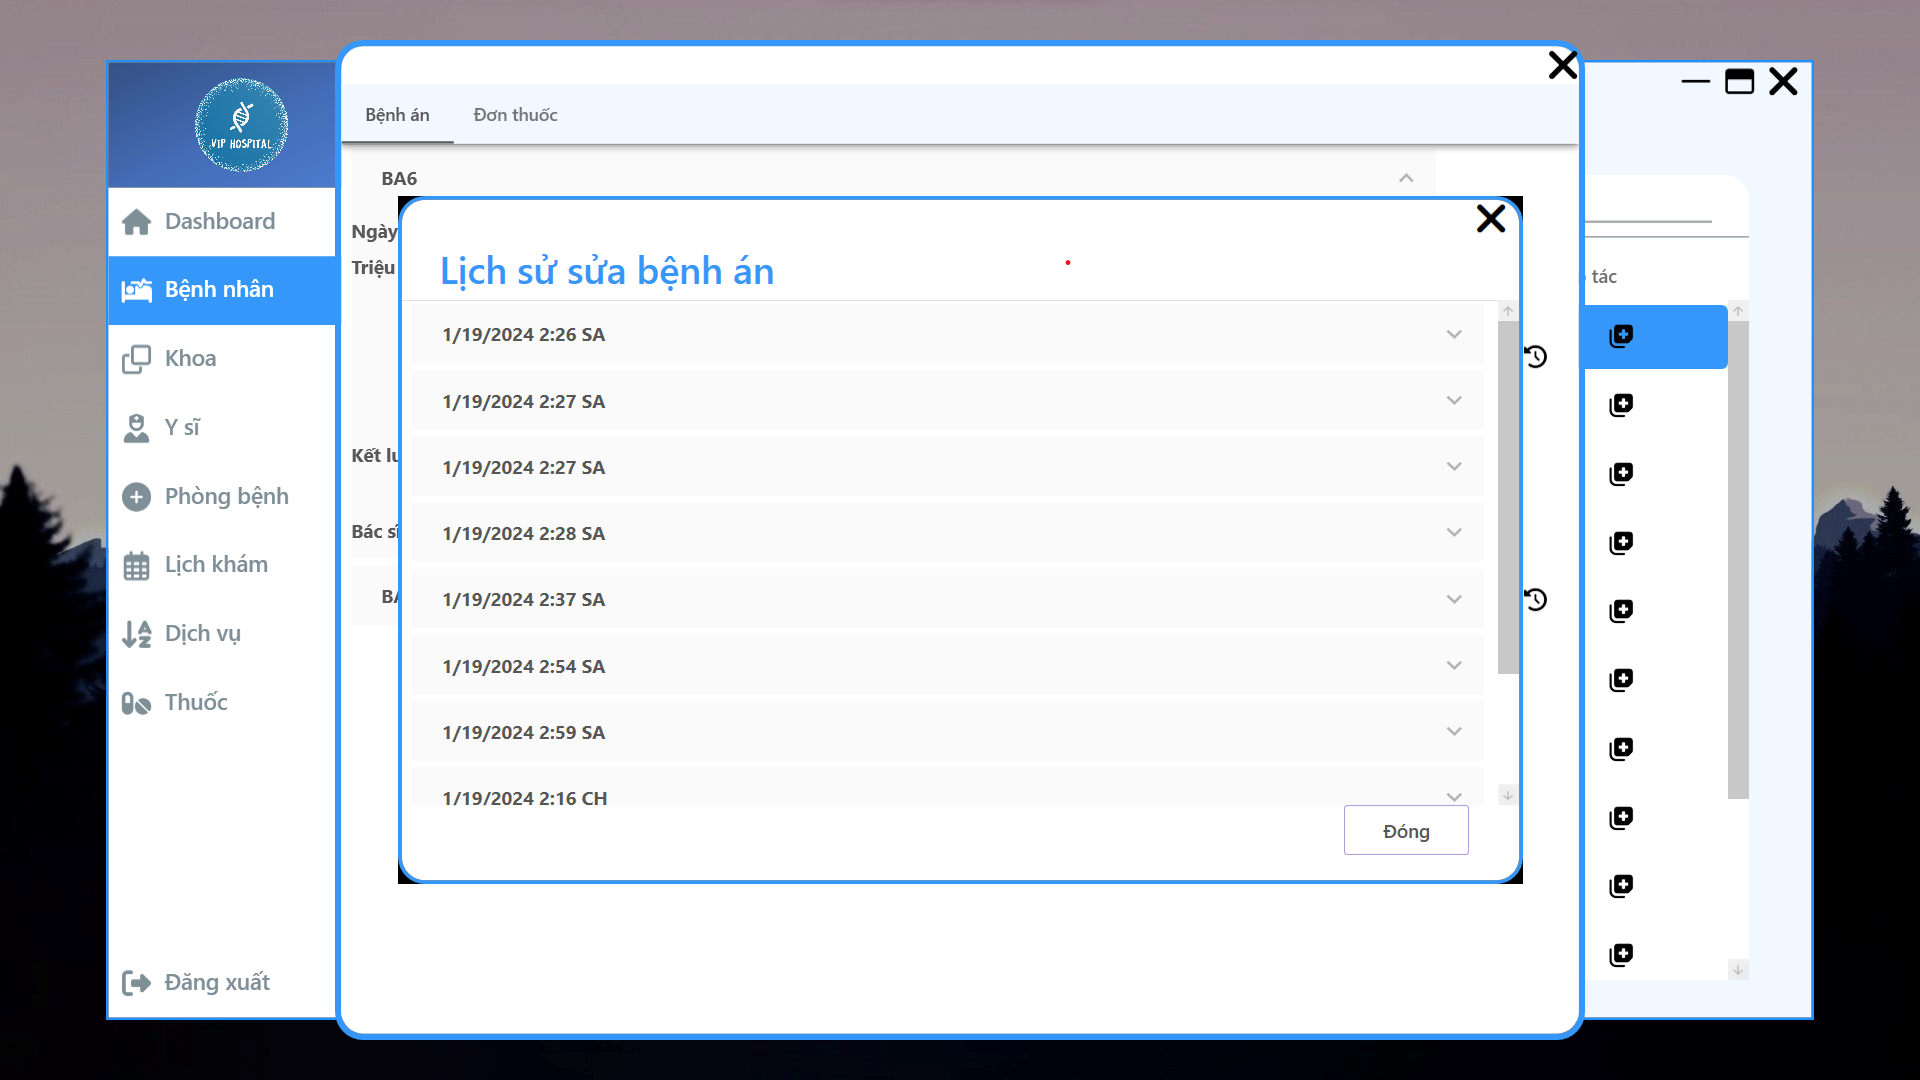 VIP HOSPITAL
Dashboard
Bệnh nhân
Khoa
Y sĩ
Phòng bệnh
Lịch khám
Dịch vụ
Thuốc
Đăng xuất
Bệnh án
Đơn thuốc
BA6
Ngày
Triệu
Kết
Bác
Lịch sử sửa bệnh án
1/19/2024 2:26 SA
1/19/2024 2:27 SA
1/19/2024 2:27 SA
1/19/2024 2:28 SA
1/19/2024 2:37 SA
1/19/2024 2:54 SA
1/19/2024 2:59 SA
1/19/2024 2:16 CH
Đóng
tác